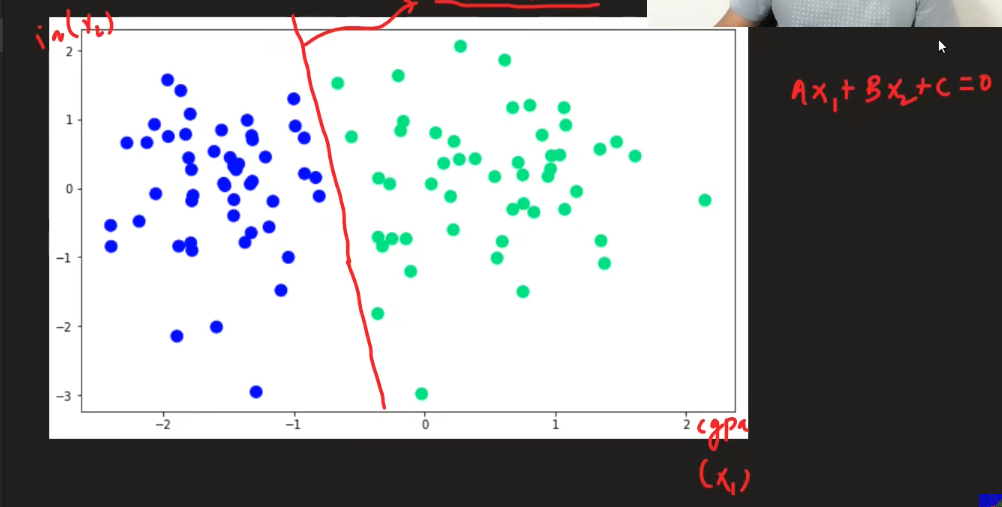 iq (x₂)
2
1
0
−1
−2
−3
−2 −1 0 1 2
cgpa
(x₁)
Ax₁ + Bx₂ + C = 0